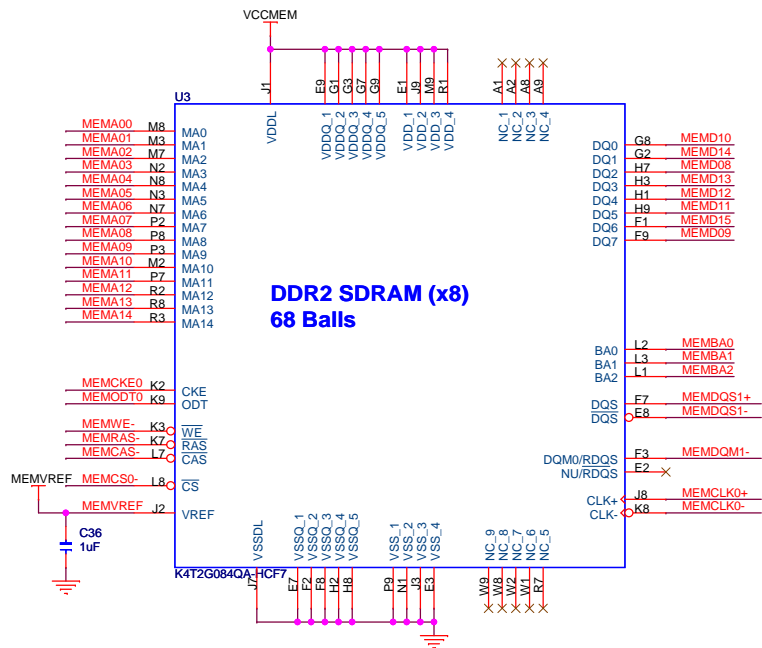 VCCMEM
J1
E9
G1
G3
G7
G9
E1
J9
M9
R1
A1
A2
A8
A9
U3
VDDL
VDDQ_1
VDDQ_2
VDDQ_3
VDDQ_4
VDDQ_5
VDD_1
VDD_2
VDD_3
VDD_4
NC_1
NC_2
NC_3
NC_4
MEMA00 M8 MA0
MEMA01 M3 MA1
MEMA02 M7 MA2
MEMA03 N2 MA3
MEMA04 N8 MA4
MEMA05 N3 MA5
MEMA06 N7 MA6
MEMA07 P2 MA7
MEMA08 P8 MA8
MEMA09 P3 MA9
MEMA10 M2 MA10
MEMA11 P7 MA11
MEMA12 R2 MA12
MEMA13 R8 MA13
MEMA14 R3 MA14
DQ0 G8 MEMD10
DQ1 G2 MEMD14
DQ2 H7 MEMD08
DQ3 H3 MEMD13
DQ4 H1 MEMD12
DQ5 H9 MEMD11
DQ6 F1 MEMD15
DQ7 F9 MEMD09
DDR2 SDRAM (x8)
68 Balls
BA0 L2 MEMBA0
BA1 L3 MEMBA1
BA2 L1 MEMBA2
MEMCKE0 K2 CKE
MEMODT0 K9 ODT
DQS F7 MEMDQS1+
DQS E8 MEMDQS1-
MEMWE- K3 WE
MEMRAS- K7 RAS
MEMCAS- L7 CAS
DQM0/RDQS F3 MEMDQM1-
NU/RDQS E2
MEMVREF
MEMCS0- L8 CS
MEMVREF J2 VREF
CLK+ J8 MEMCLK0+
CLK- K8 MEMCLK0-
C36
1uF
VSSDL
VSSQ_1
VSSQ_2
VSSQ_3
VSSQ_4
VSSQ_5
VSS_1
VSS_2
VSS_3
VSS_4
NC_9
NC_8
NC_7
NC_6
NC_5
K4T2G084QA-HCF7
J7
E7
F2
F8
H2
H8
P9
N1
J3
E3
W9
W8
W2
W1
R7